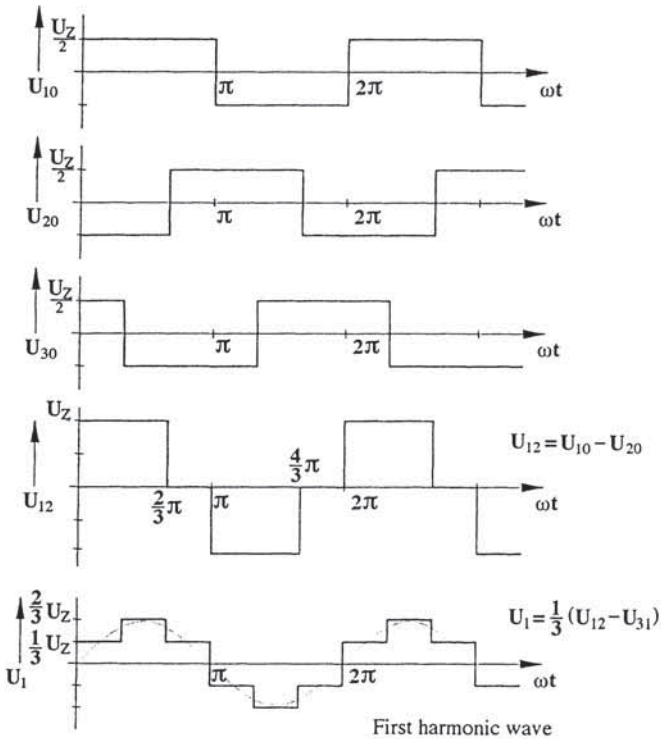 U_Z/2
U10
π
2π
ωt
U_Z/2
U20
π
2π
ωt
U_Z/2
U30
π
2π
ωt
U_Z
U12
2/3 π
π
4/3 π
2π
ωt
U12=U10−U20
2/3 U_Z
1/3 U_Z
U1
π
2π
ωt
U1=1/3 (U12−U31)
First harmonic wave